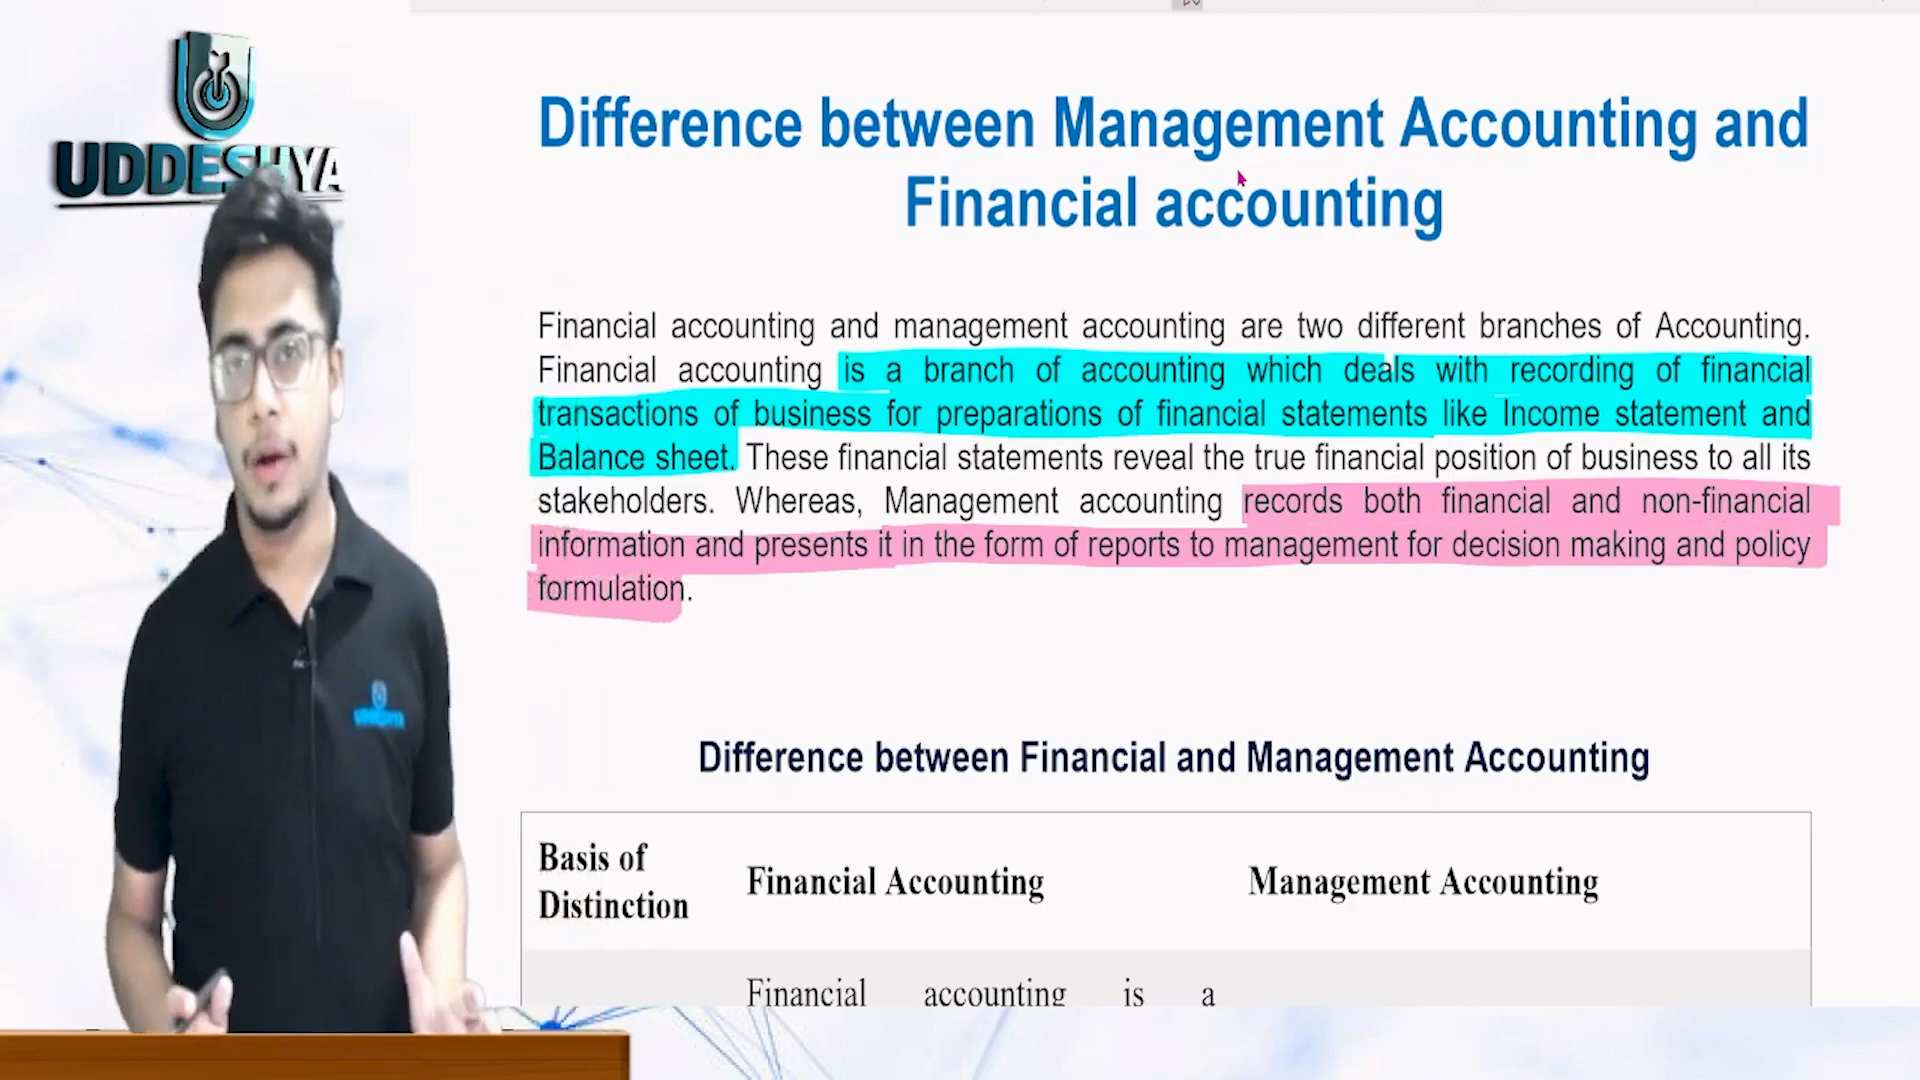 UDDESHYA
Difference between Management Accounting and
Financial accounting
Financial accounting and management accounting are two different branches of Accounting.
Financial accounting is a branch of accounting which deals with recording of financial
transactions of business for preparations of financial statements like Income statement and
Balance sheet. These financial statements reveal the true financial position of business to all its
stakeholders. Whereas, Management accounting records both financial and non-financial
information and presents it in the form of reports to management for decision making and policy
formulation.
UDDESHYA
Difference between Financial and Management Accounting
Basis of
Distinction
Financial Accounting
Management Accounting
Financial accounting is a